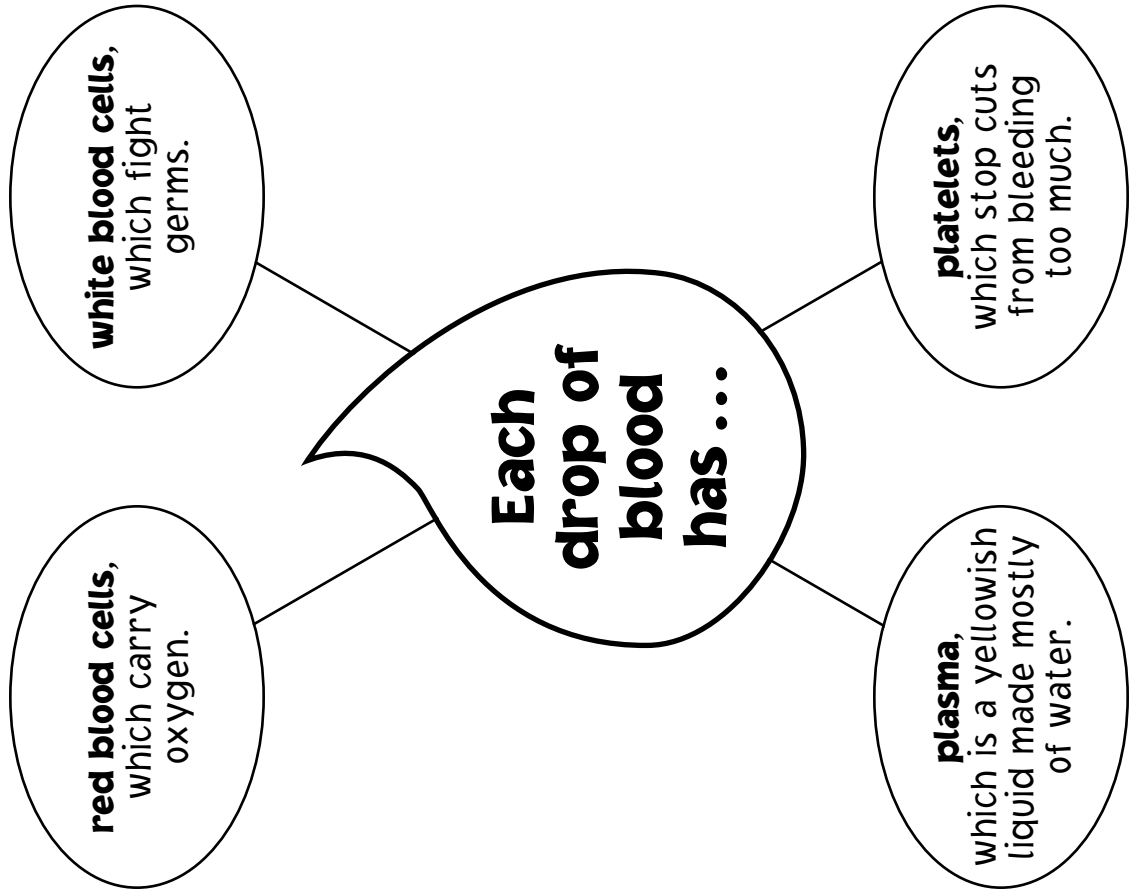 Each
drop of
blood
has ...
red blood cells,
which carry
oxygen.
white blood cells,
which fight
germs.
plasma,
which is a yellowish
liquid made mostly
of water.
platelets,
which stop cuts
from bleeding
too much.